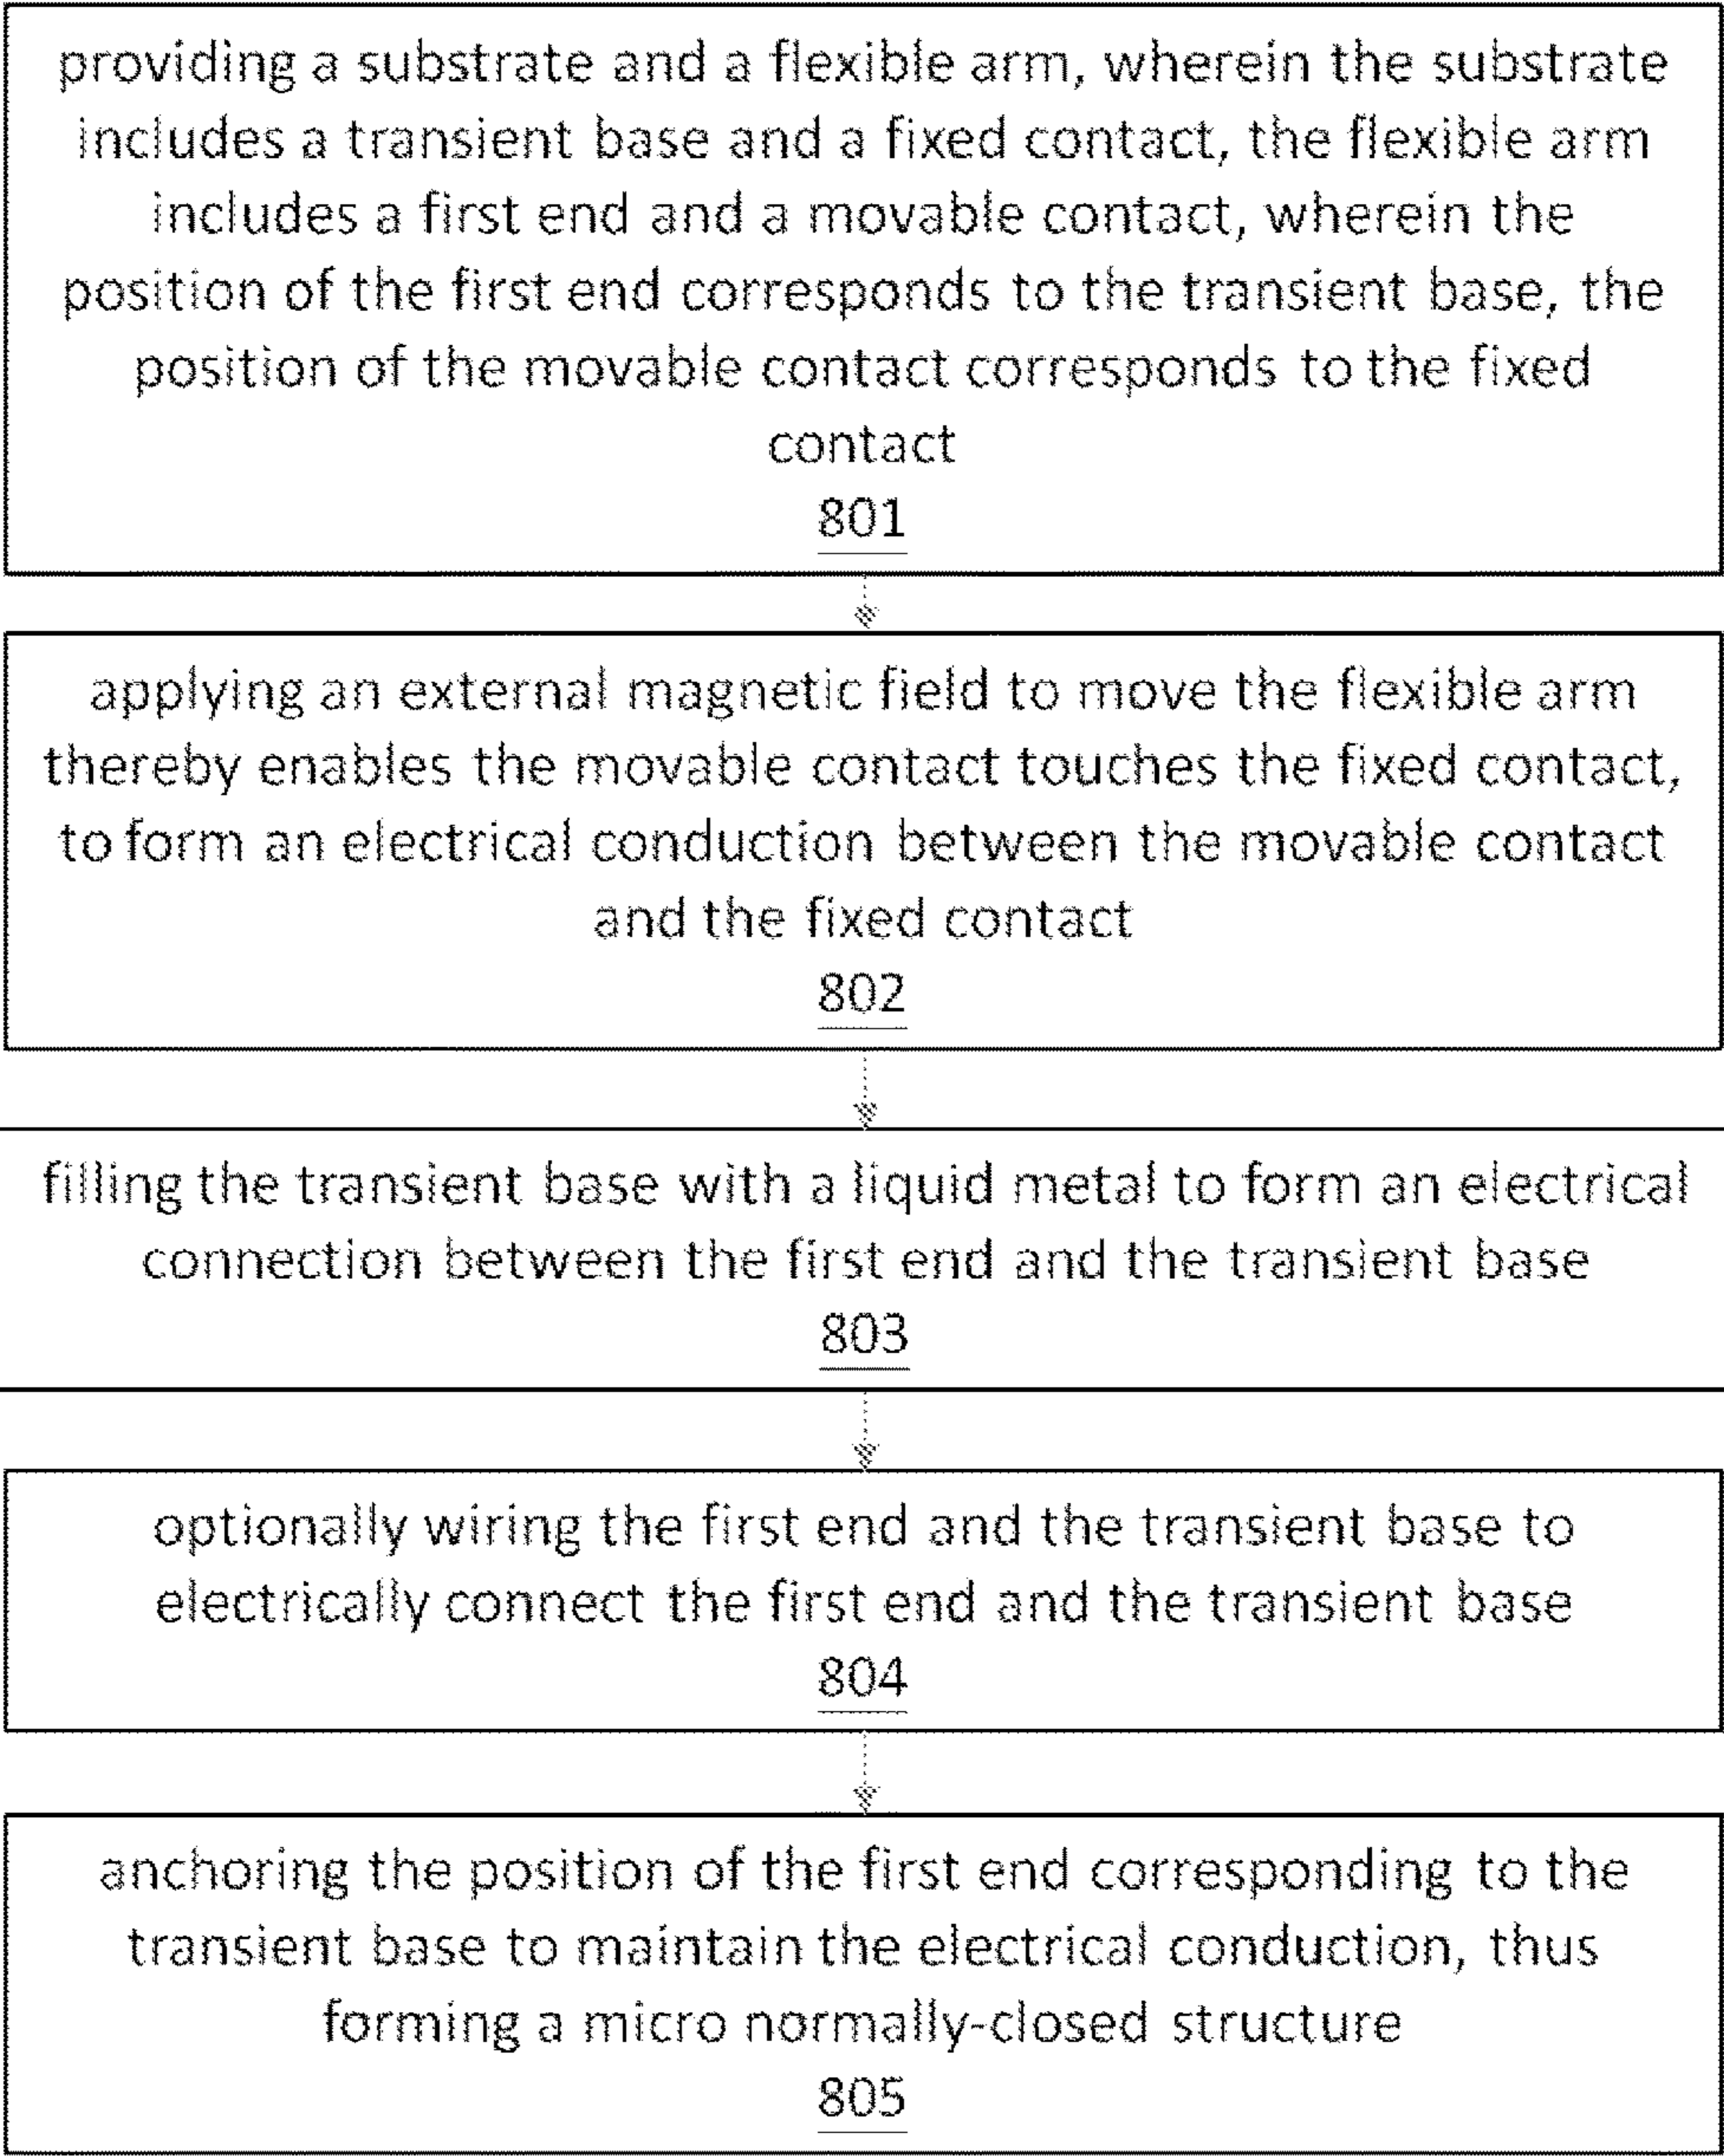 providing a substrate and a flexible arm, wherein the substrate
includes a transient base and a fixed contact, the flexible arm
includes a first end and a movable contact, wherein the
position of the first end corresponds to the transient base, the
position of the movable contact corresponds to the fixed
contact
801
applying an external magnetic field to move the flexible arm
thereby enables the movable contact touches the fixed contact,
to form an electrical conduction between the movable contact
and the fixed contact
802
filling the transient base with a liquid metal to form an electrical
connection between the first end and the transient base
803
optionally wiring the first end and the transient base to
electrically connect the first end and the transient base
804
anchoring the position of the first end corresponding to the
transient base to maintain the electrical conduction, thus
forming a micro normally-closed structure
805